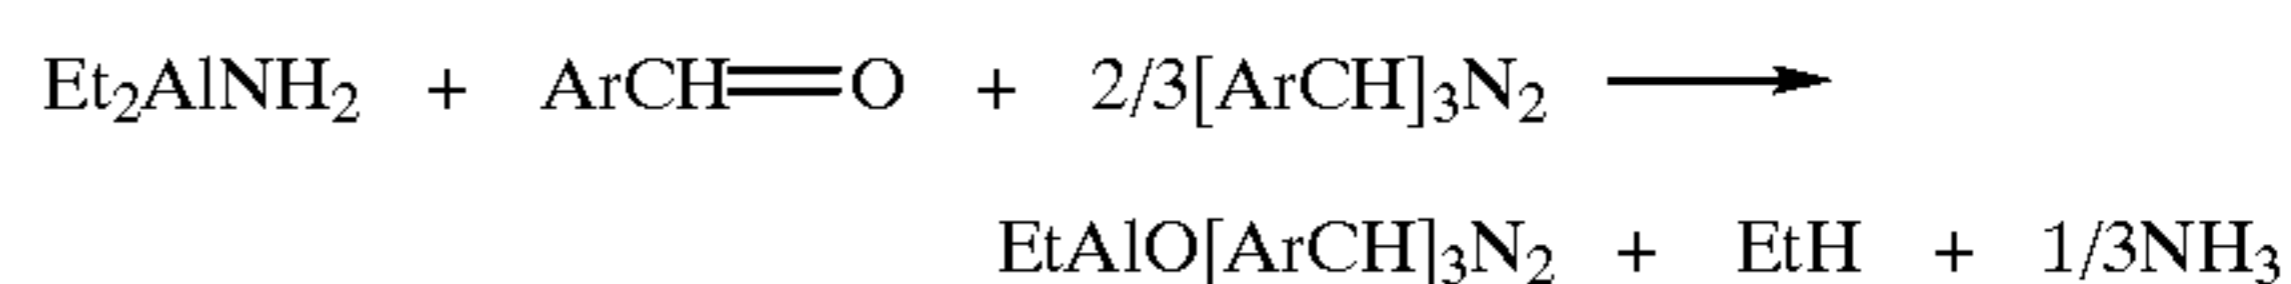 Et₂AlNH₂ + ArCH=O + 2/3[ArCH]₃N₂ ⟶
EtAlO[ArCH]₃N₂ + EtH + 1/3NH₃